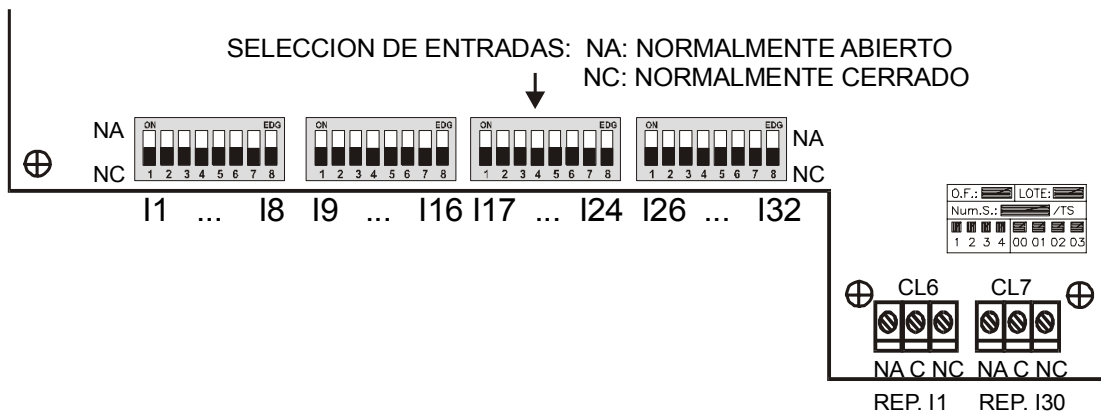 SELECCION DE ENTRADAS: NA: NORMALMENTE ABIERTO
NC: NORMALMENTE CERRADO
NA ON EDG ON EDG ON EDG ON EDG NA
NC 1 2 3 4 5 6 7 8 1 2 3 4 5 6 7 8 1 2 3 4 5 6 7 8 1 2 3 4 5 6 7 8 NC
I1 ... I8 I9 ... I16 I17 ... I24 I26 ... I32
O.F.: LOTE:
Num.S.: /TS
1 2 3 4 00 01 02 03
CL6 CL7
NA C NC NA C NC
REP. I1 REP. I30